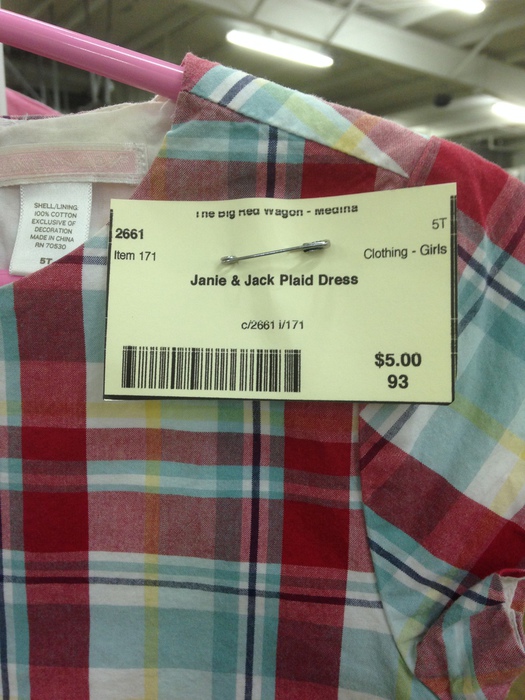 The Big Red Wagon - Medina
2661
5T
Item 171
Clothing - Girls
Janie & Jack Plaid Dress
c/2661 i/171
$5.00
93
SHELL/LINING:
100% COTTON
EXCLUSIVE OF
DECORATION
MADE IN CHINA
RN 70530
5T